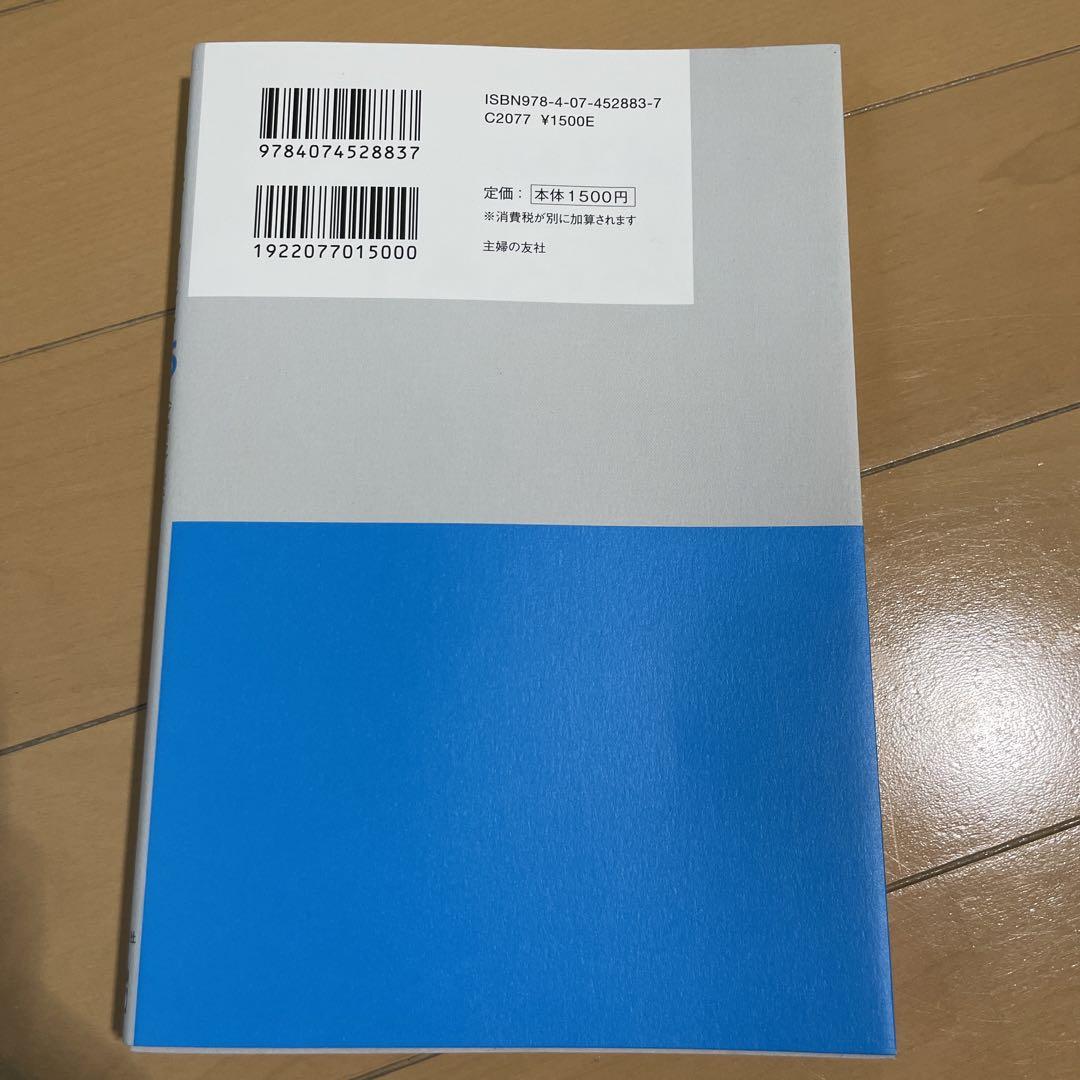 ISBN978-4-07-452883-7
C2077 ¥1500E
9784074528837
定価：本体1500円
※消費税が別に加算されます
1922077015000
主婦の友社